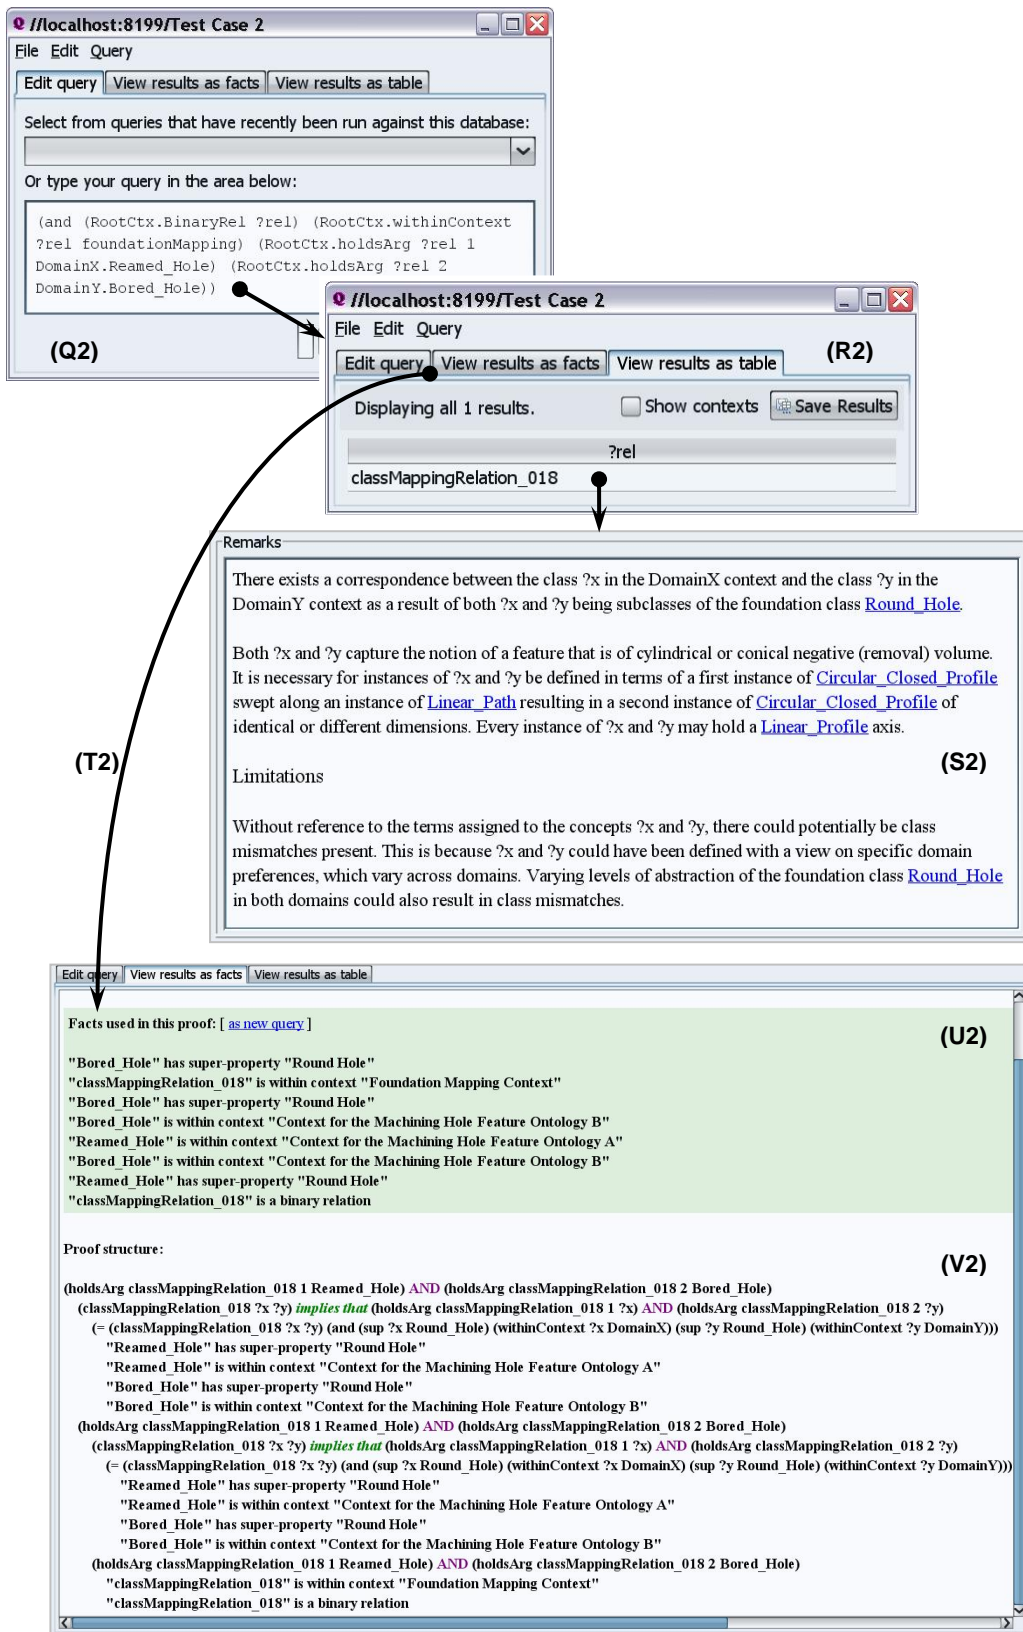 //localhost:8199/Test Case 2
File Edit Query
Edit query View results as facts View results as table
Select from queries that have recently been run against this database:
Or type your query in the area below:
(and (RootCtx.BinaryRel ?rel) (RootCtx.withinContext
?rel foundationMapping) (RootCtx.holdsArg ?rel 1
DomainX.Reamed_Hole) (RootCtx.holdsArg ?rel 2
DomainY.Bored_Hole))
(Q2)
//localhost:8199/Test Case 2
File Edit Query
(R2)
Edit query View results as facts View results as table
Displaying all 1 results. Show contexts Save Results
?rel
classMappingRelation_018
Remarks
There exists a correspondence between the class ?x in the DomainX context and the class ?y in the
DomainY context as a result of both ?x and ?y being subclasses of the foundation class Round_Hole.
Both ?x and ?y capture the notion of a feature that is of cylindrical or conical negative (removal) volume.
It is necessary for instances of ?x and ?y be defined in terms of a first instance of Circular_Closed_Profile
swept along an instance of Linear_Path resulting in a second instance of Circular_Closed_Profile of
identical or different dimensions. Every instance of ?x and ?y may hold a Linear_Profile axis.
(T2)
(S2)
Limitations
Without reference to the terms assigned to the concepts ?x and ?y, there could potentially be class
mismatches present. This is because ?x and ?y could have been defined with a view on specific domain
preferences, which vary across domains. Varying levels of abstraction of the foundation class Round_Hole
in both domains could also result in class mismatches.
Edit query View results as facts View results as table
Facts used in this proof: [ as new query ]
(U2)
"Bored_Hole" has super-property "Round Hole"
"classMappingRelation_018" is within context "Foundation Mapping Context"
"Bored_Hole" has super-property "Round Hole"
"Bored_Hole" is within context "Context for the Machining Hole Feature Ontology B"
"Reamed_Hole" is within context "Context for the Machining Hole Feature Ontology A"
"Bored_Hole" is within context "Context for the Machining Hole Feature Ontology B"
"Reamed_Hole" has super-property "Round Hole"
"classMappingRelation_018" is a binary relation
Proof structure:
(V2)
(holdsArg classMappingRelation_018 1 Reamed_Hole) AND (holdsArg classMappingRelation_018 2 Bored_Hole)
(classMappingRelation_018 ?x ?y) implies that (holdsArg classMappingRelation_018 1 ?x) AND (holdsArg classMappingRelation_018 2 ?y)
(= (classMappingRelation_018 ?x ?y) (and (sup ?x Round_Hole) (withinContext ?x DomainX) (sup ?y Round_Hole) (withinContext ?y DomainY)))
"Reamed_Hole" has super-property "Round Hole"
"Reamed_Hole" is within context "Context for the Machining Hole Feature Ontology A"
"Bored_Hole" has super-property "Round Hole"
"Bored_Hole" is within context "Context for the Machining Hole Feature Ontology B"
(holdsArg classMappingRelation_018 1 Reamed_Hole) AND (holdsArg classMappingRelation_018 2 Bored_Hole)
(classMappingRelation_018 ?x ?y) implies that (holdsArg classMappingRelation_018 1 ?x) AND (holdsArg classMappingRelation_018 2 ?y)
(= (classMappingRelation_018 ?x ?y) (and (sup ?x Round_Hole) (withinContext ?x DomainX) (sup ?y Round_Hole) (withinContext ?y DomainY)))
"Reamed_Hole" has super-property "Round Hole"
"Reamed_Hole" is within context "Context for the Machining Hole Feature Ontology A"
"Bored_Hole" has super-property "Round Hole"
"Bored_Hole" is within context "Context for the Machining Hole Feature Ontology B"
(holdsArg classMappingRelation_018 1 Reamed_Hole) AND (holdsArg classMappingRelation_018 2 Bored_Hole)
"classMappingRelation_018" is within context "Foundation Mapping Context"
"classMappingRelation_018" is a binary relation